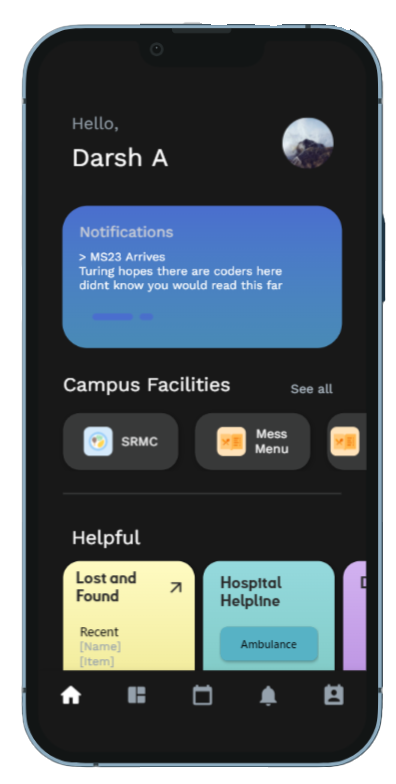 Hello,
Darsh A
Notifications
> MS23 Arrives
Turing hopes there are coders here
didnt know you would read this far
Campus Facilities
See all
SRMC
Mess
Menu
Helpful
Lost and
Found
Recent
[Name]
[Item]
Hospital
Helpline
Ambulance